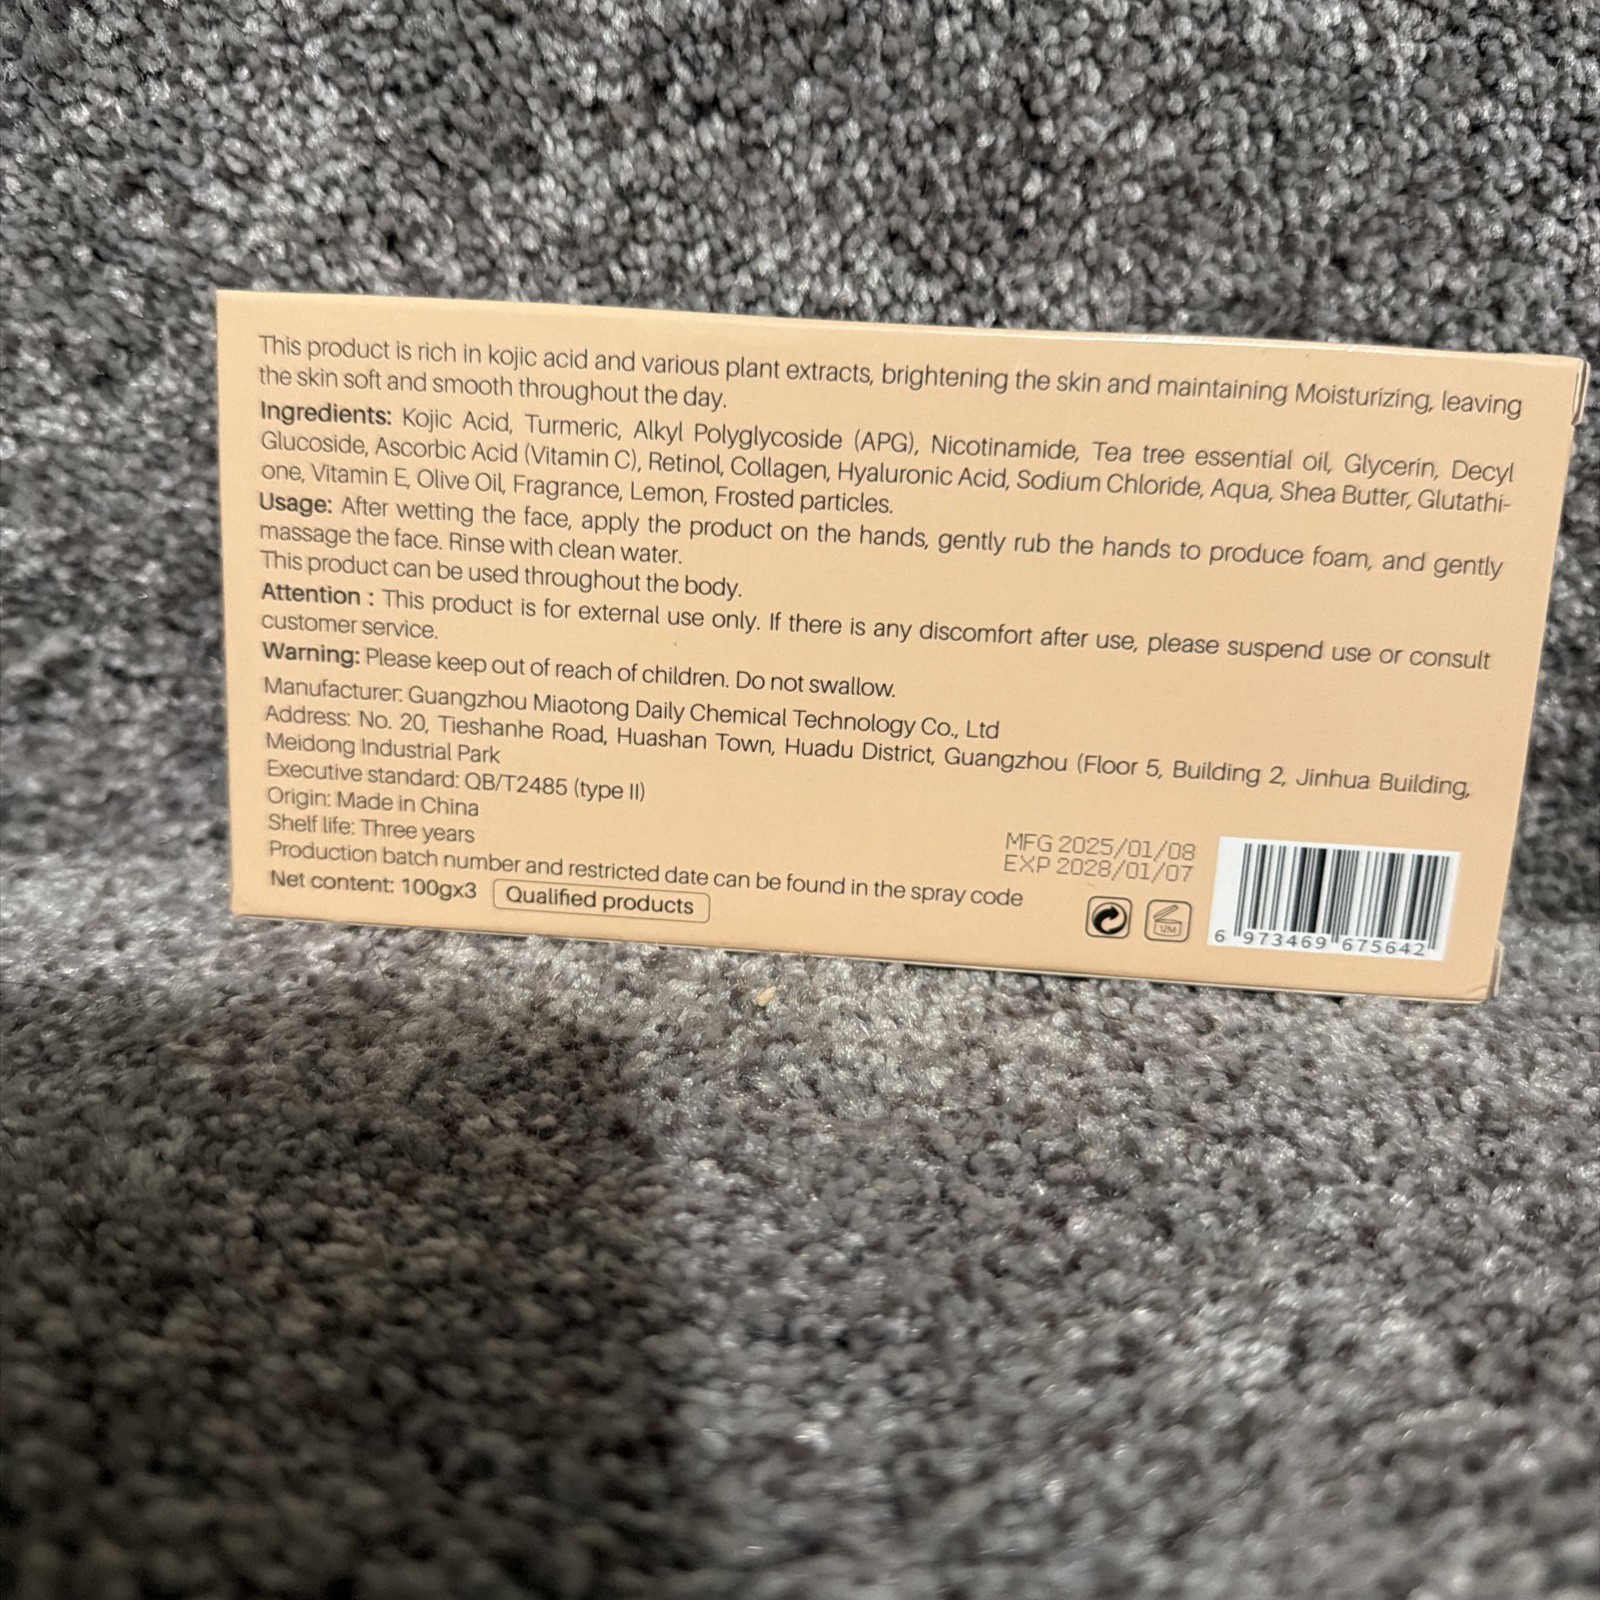 This product is rich in kojic acid and various plant extracts, brightening the skin and maintaining Moisturizing, leaving
the skin soft and smooth throughout the day.
Ingredients: Kojic Acid, Turmeric, Alkyl Polyglycoside (APG), Nicotinamide, Tea tree essential oil, Glycerin, Decyl
Glucoside, Ascorbic Acid (Vitamin C), Retinol, Collagen, Hyaluronic Acid, Sodium Chloride, Aqua, Shea Butter, Glutathi-
one, Vitamin E, Olive Oil, Fragrance, Lemon, Frosted particles.
Usage: After wetting the face, apply the product on the hands, gently rub the hands to produce foam, and gently
massage the face. Rinse with clean water.
This product can be used throughout the body.
Attention : This product is for external use only. If there is any discomfort after use, please suspend use or consult
customer service.
Warning: Please keep out of reach of children. Do not swallow.
Manufacturer: Guangzhou Miaotong Daily Chemical Technology Co., Ltd
Address: No. 20, Tieshanhe Road, Huashan Town, Huadu District, Guangzhou (Floor 5, Building 2, Jinhua Building,
Meidong Industrial Park
Executive standard: QB/T2485 (type II)
Origin: Made in China
Shelf life: Three years
Production batch number and restricted date can be found in the spray code
Net content: 100gx3 Qualified products
MFG 2025/01/08
EXP 2028/01/07
12M
6 973469 675642